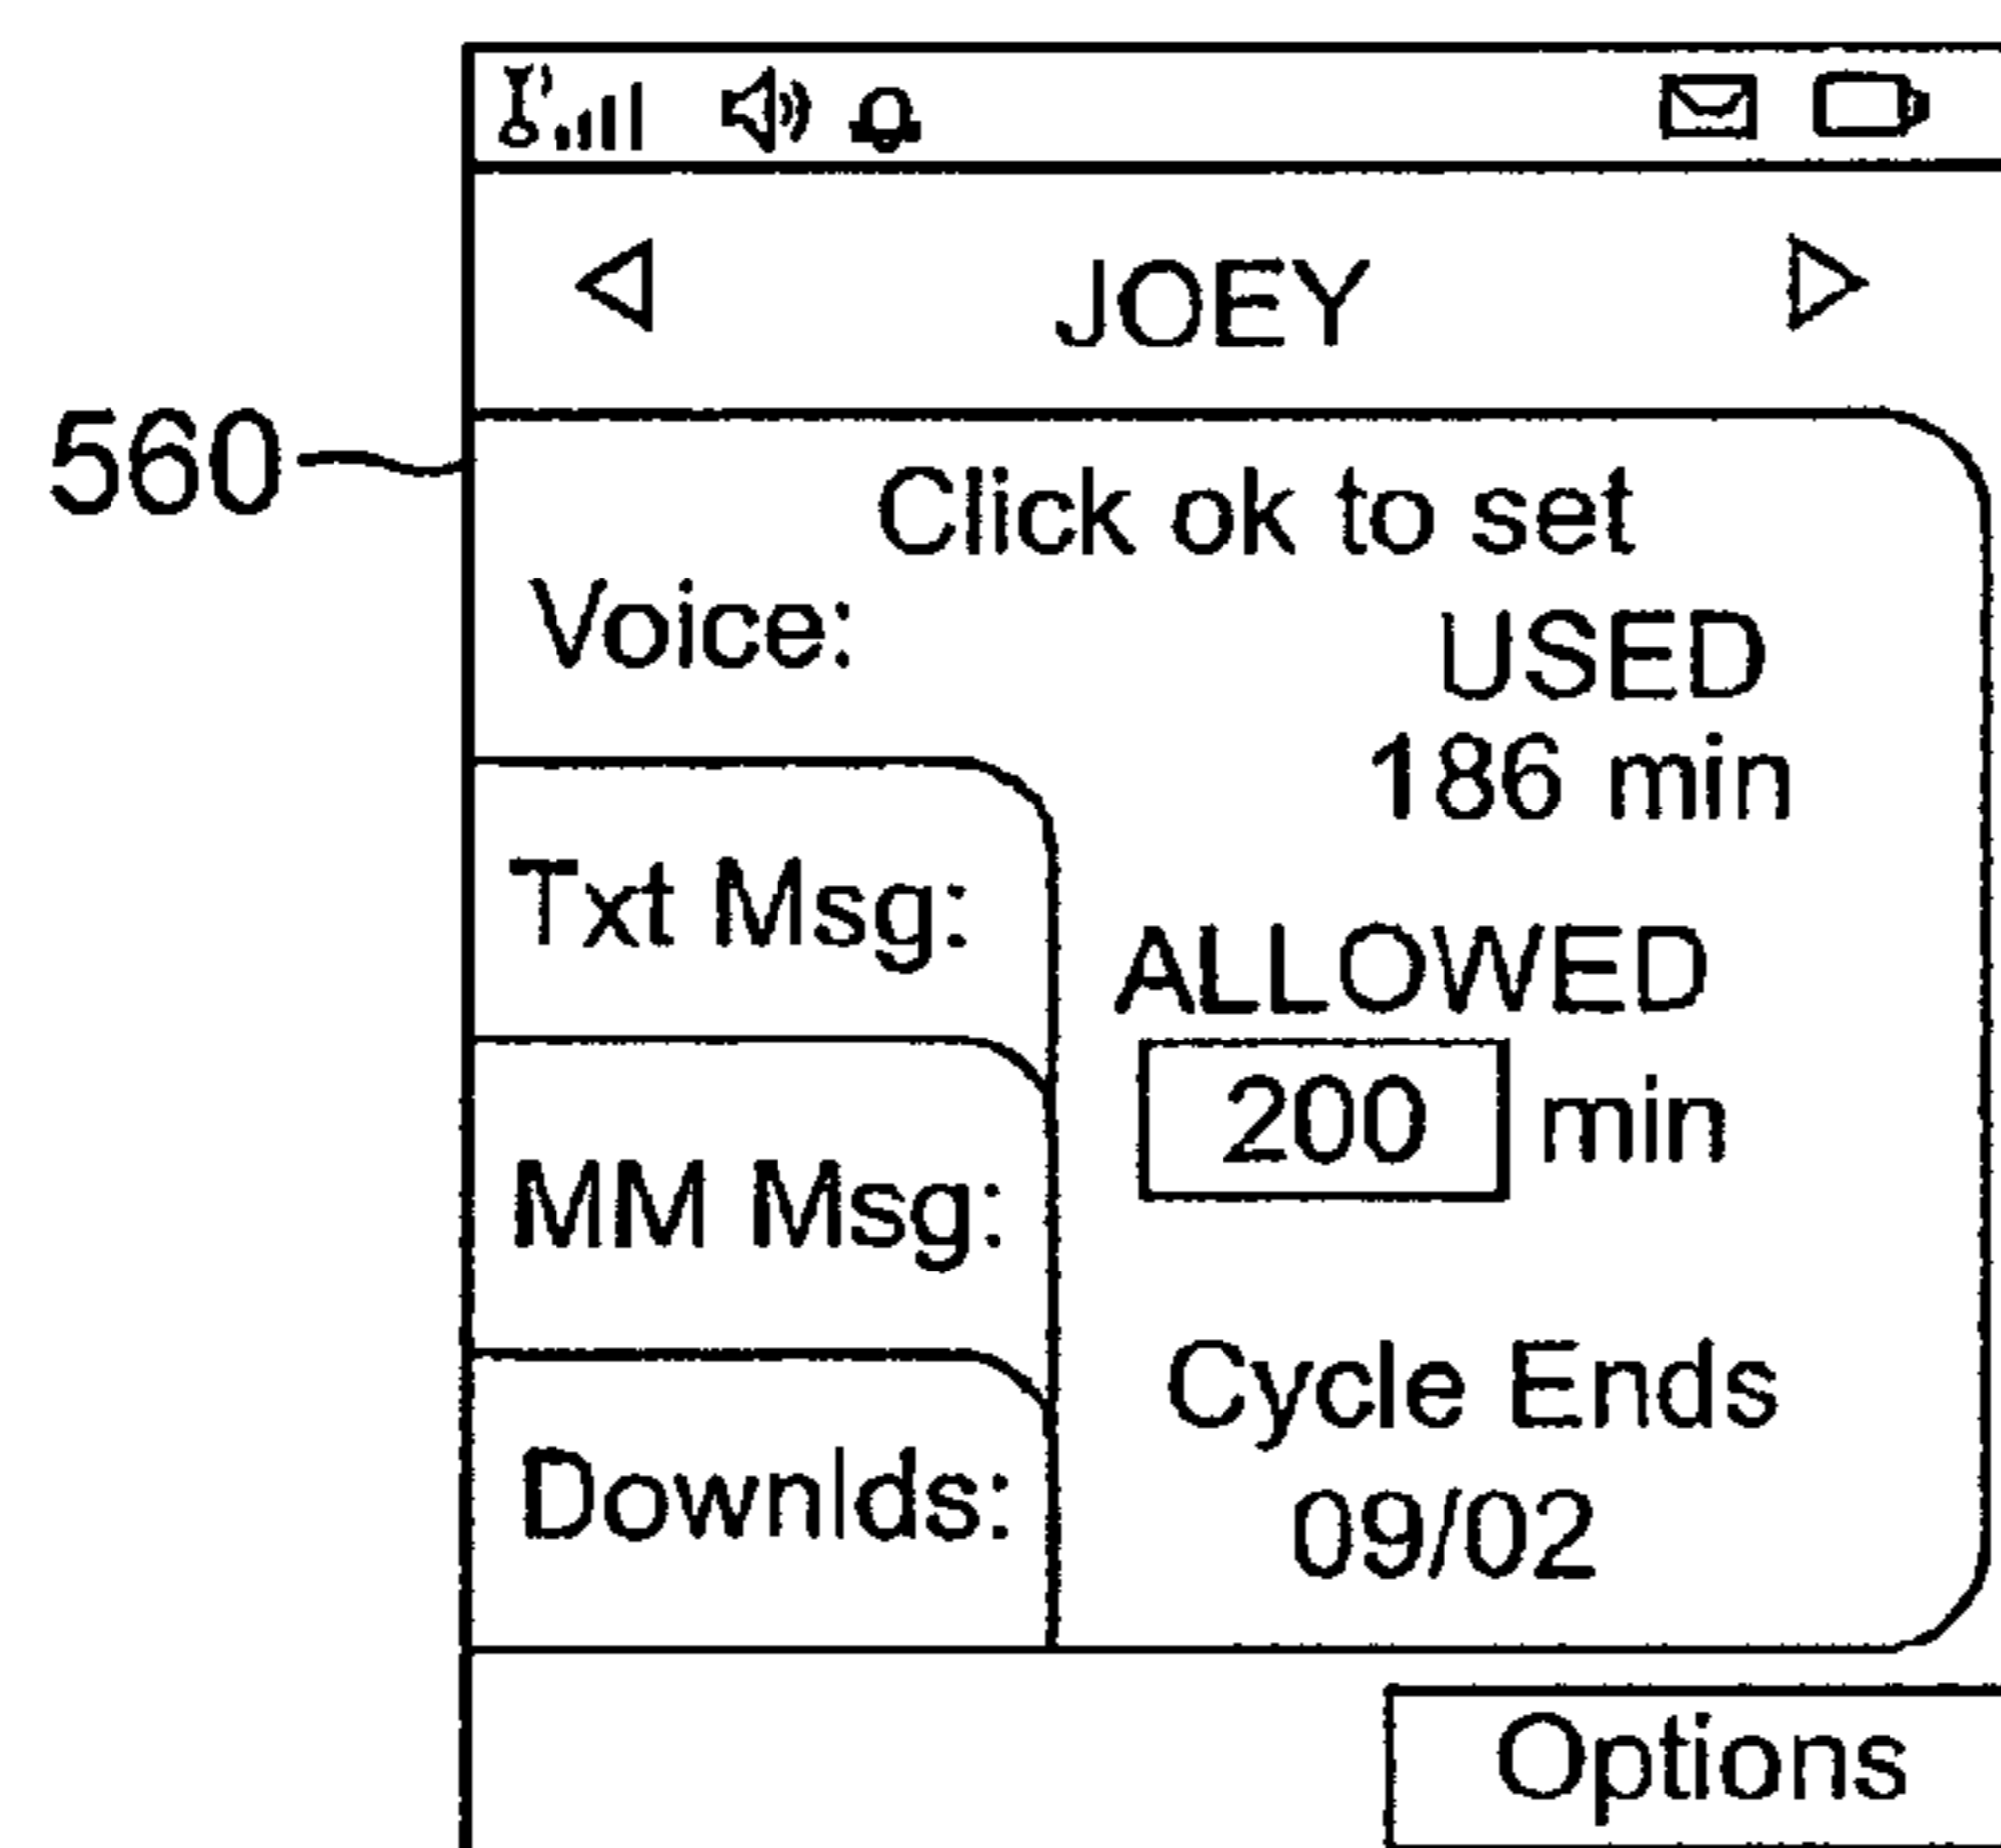 JOEY
560
Click ok to set
Voice:
USED
186 min
Txt Msg:
ALLOWED
200 min
MM Msg:
Cycle Ends
Downlds:
09/02
Options